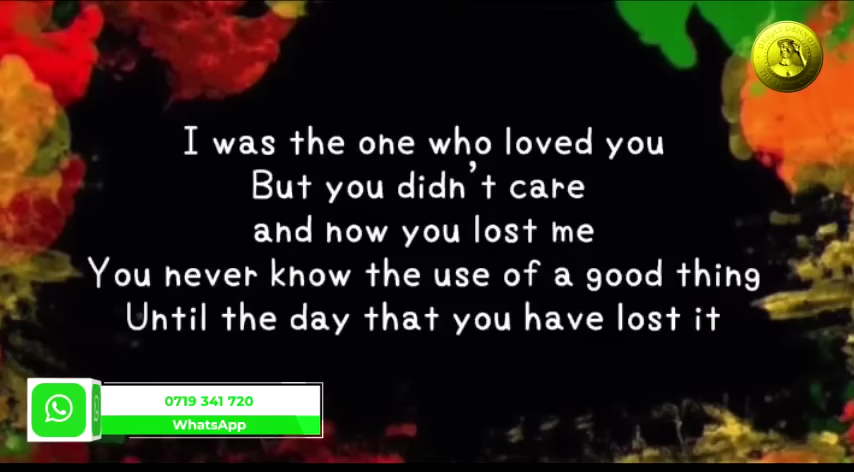 I was the one who loved you
But you didn't care
and now you lost me
You never know the use of a good thing
Until the day that you have lost it
0719 341 720
WhatsApp